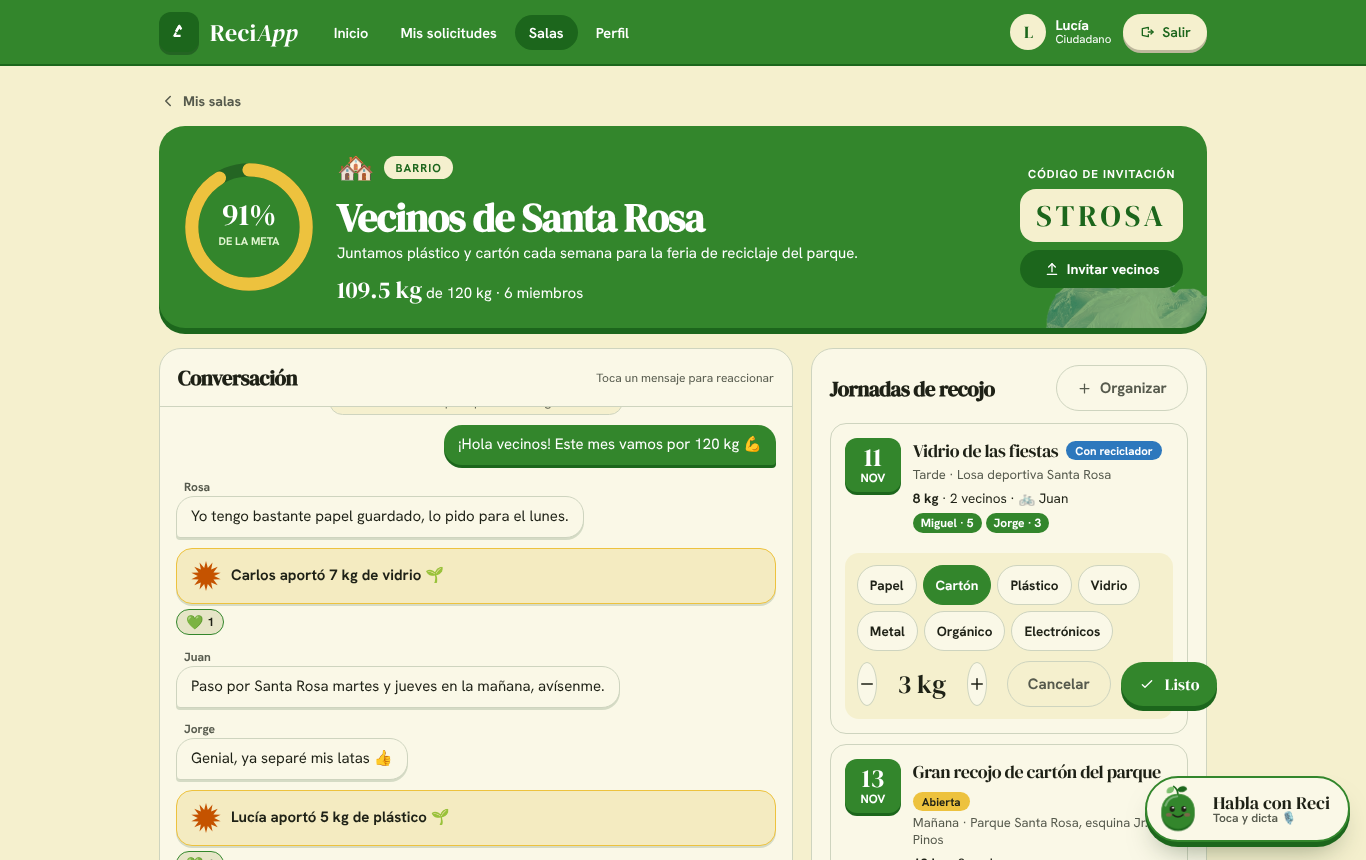 ReciApp
Inicio
Mis solicitudes
Salas
Perfil
L
Lucía
Ciudadano
Salir
Mis salas
91%
DE LA META
BARRIO
Vecinos de Santa Rosa
Juntamos plástico y cartón cada semana para la feria de reciclaje del parque.
109.5 kg de 120 kg · 6 miembros
CÓDIGO DE INVITACIÓN
STROSA
Invitar vecinos
Conversación
Toca un mensaje para reaccionar
¡Hola vecinos! Este mes vamos por 120 kg 💪
Rosa
Yo tengo bastante papel guardado, lo pido para el lunes.
Carlos aportó 7 kg de vidrio 🌱
💚 1
Juan
Paso por Santa Rosa martes y jueves en la mañana, avísenme.
Jorge
Genial, ya separé mis latas 👍
Lucía aportó 5 kg de plástico 🌱
Jornadas de recojo
+ Organizar
11
NOV
Vidrio de las fiestas
Con reciclador
Tarde · Losa deportiva Santa Rosa
8 kg · 2 vecinos · 🚲 Juan
Miguel · 5
Jorge · 3
Papel
Cartón
Plástico
Vidrio
Metal
Orgánico
Electrónicos
− 3 kg +
Cancelar
Listo
13
NOV
Gran recojo de cartón del parque
Abierta
Mañana · Parque Santa Rosa, esquina Jr.
Pinos
Habla con Reci
Toca y dicta 🎙️